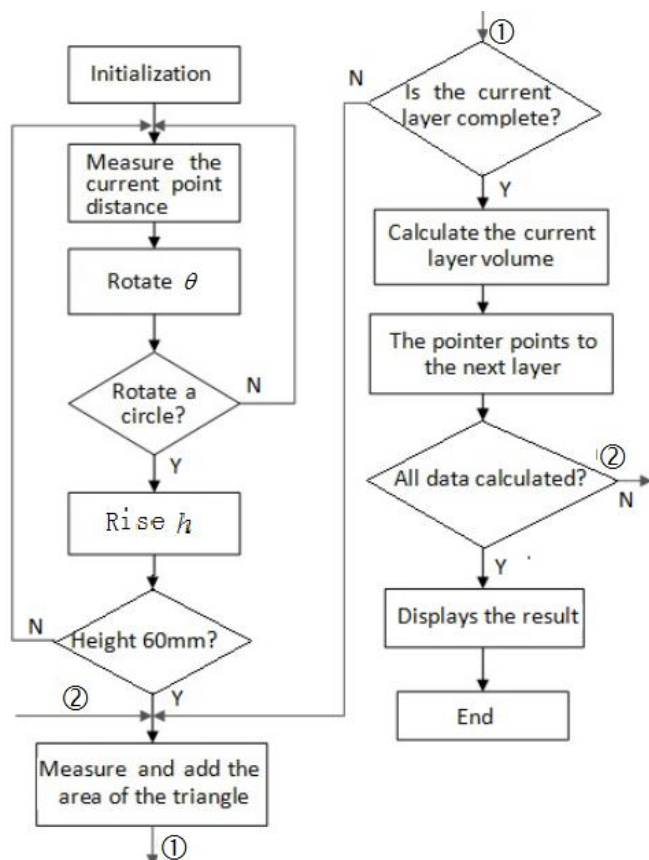 Initialization
Measure the
current point
distance
Rotate θ
Rotate a
circle?
N
Y
Rise h
Height 60mm?
N
Y
②
Measure and add the
area of the triangle
①
①
Is the current
layer complete?
N
Y
Calculate the current
layer volume
The pointer points to
the next layer
All data calculated?
②
N
Y
Displays the result
End